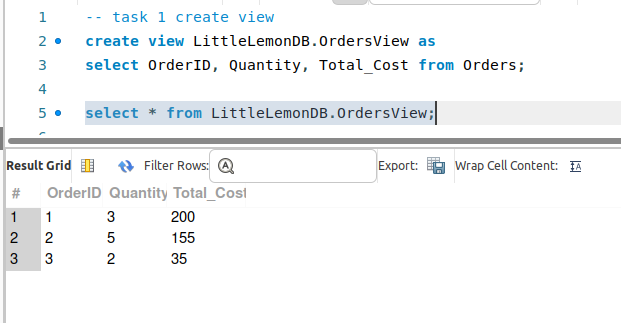 1 -- task 1 create view
2 create view LittleLemonDB.OrdersView as
3 select OrderID, Quantity, Total_Cost from Orders;
4
5 select * from LittleLemonDB.OrdersView;
Result Grid Filter Rows: Export: Wrap Cell Content:
# OrderID Quantity Total_Cost
1 1 3 200
2 2 5 155
3 3 2 35